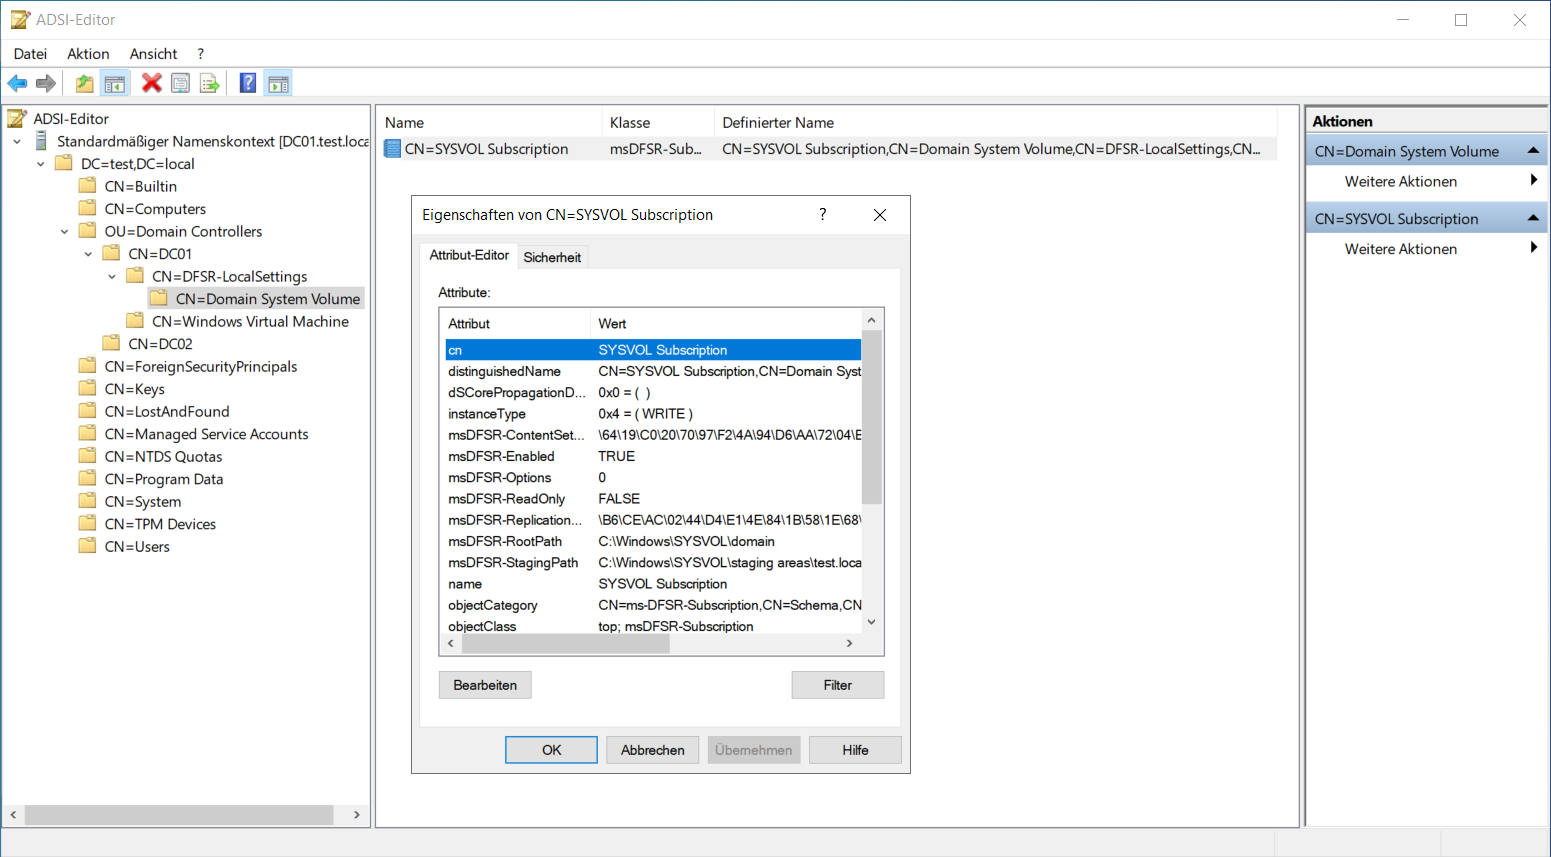 ADSI-Editor
Datei Aktion Ansicht ?
ADSI-Editor
Standardmäßiger Namenskontext [DC01.test.loca
DC=test,DC=local
CN=Builtin
CN=Computers
OU=Domain Controllers
CN=DC01
CN=DFSR-LocalSettings
CN=Domain System Volume
CN=Windows Virtual Machine
CN=DC02
CN=ForeignSecurityPrincipals
CN=Keys
CN=LostAndFound
CN=Managed Service Accounts
CN=NTDS Quotas
CN=Program Data
CN=System
CN=TPM Devices
CN=Users
Name Klasse Definierter Name
CN=SYSVOL Subscription msDFSR-Sub... CN=SYSVOL Subscription,CN=Domain System Volume,CN=DFSR-LocalSettings,CN...
Eigenschaften von CN=SYSVOL Subscription ?
Attribut-Editor Sicherheit
Attribute:
Attribut Wert
cn SYSVOL Subscription
distinguishedName CN=SYSVOL Subscription,CN=Domain Syst
dSCorePropagationD... 0x0 = ( )
instanceType 0x4 = ( WRITE )
msDFSR-ContentSet... \64\19\C0\20\70\97\F2\4A\94\D6\AA\72\04\E
msDFSR-Enabled TRUE
msDFSR-Options 0
msDFSR-ReadOnly FALSE
msDFSR-Replication... \B6\CE\AC\02\44\D4\E1\4E\84\1B\58\1E\68\
msDFSR-RootPath C:\Windows\SYSVOL\domain
msDFSR-StagingPath C:\Windows\SYSVOL\staging areas\test.loca
name SYSVOL Subscription
objectCategory CN=ms-DFSR-Subscription,CN=Schema,CN
objectClass top; msDFSR-Subscription
Bearbeiten Filter
OK Abbrechen Übernehmen Hilfe
Aktionen
CN=Domain System Volume
Weitere Aktionen
CN=SYSVOL Subscription
Weitere Aktionen